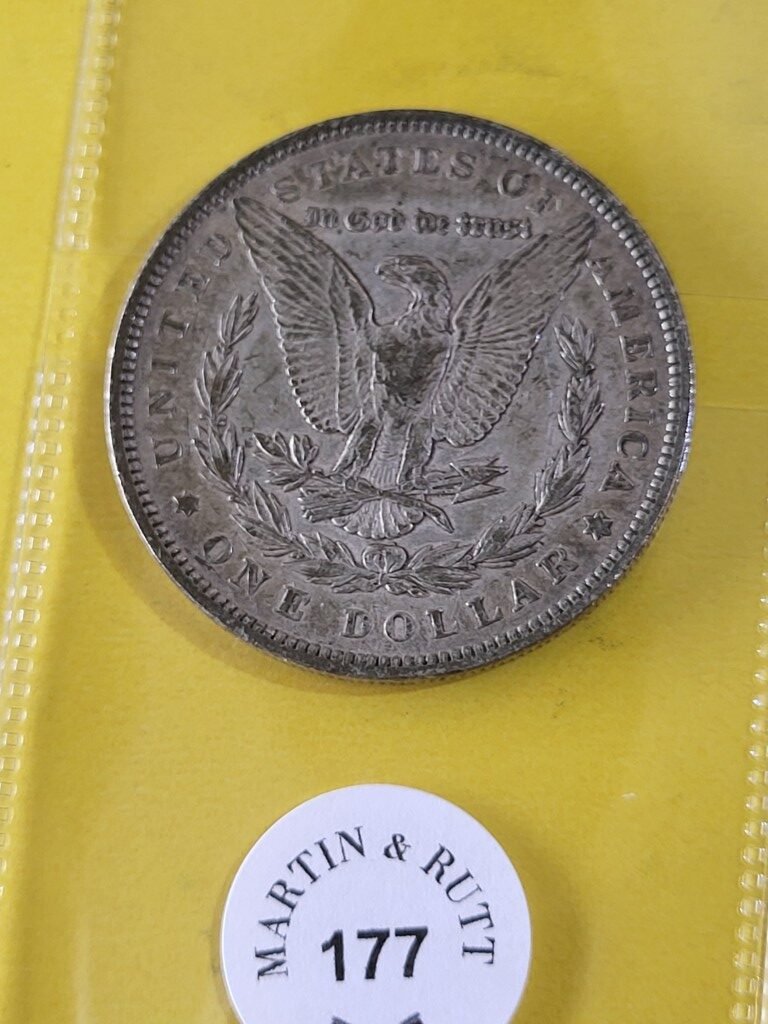 UNITED STATES OF AMERICA
In God we trust
ONE DOLLAR
MARTIN & RUTT
177